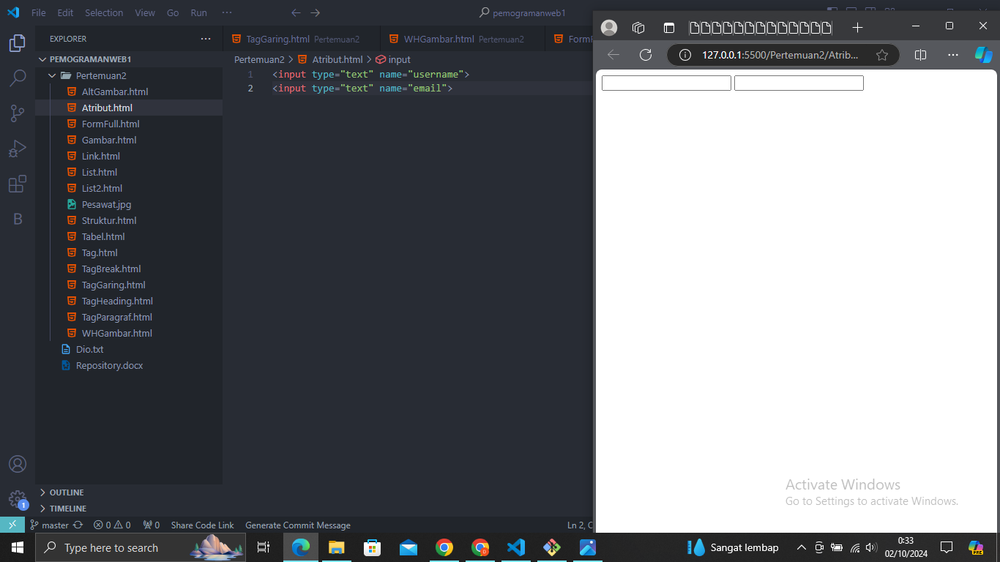 File Edit Selection View Go Run ··· pemogramanweb1
EXPLORER ···
PEMOGRAMANWEB1
Pertemuan2
AltGambar.html
Atribut.html
FormFull.html
Gambar.html
Link.html
List.html
List2.html
Pesawat.jpg
Struktur.html
Tabel.html
Tag.html
TagBreak.html
TagGaring.html
TagHeading.html
TagParagraf.html
WHGambar.html
Dio.txt
Repository.docx
OUTLINE
TIMELINE
B
1
TagGaring.html Pertemuan2 WHGambar.html Pertemuan2 FormF
Pertemuan2 > Atribut.html > input
1 <input type="text" name="username">
2 <input type="text" name="email">
127.0.0.1:5500/Pertemuan2/Atrib...
Activate Windows
Go to Settings to activate Windows.
master 0 0 0 Share Code Link Generate Commit Message Ln 2, C
Type here to search
Sangat lembap
0:33
02/10/2024
PRE